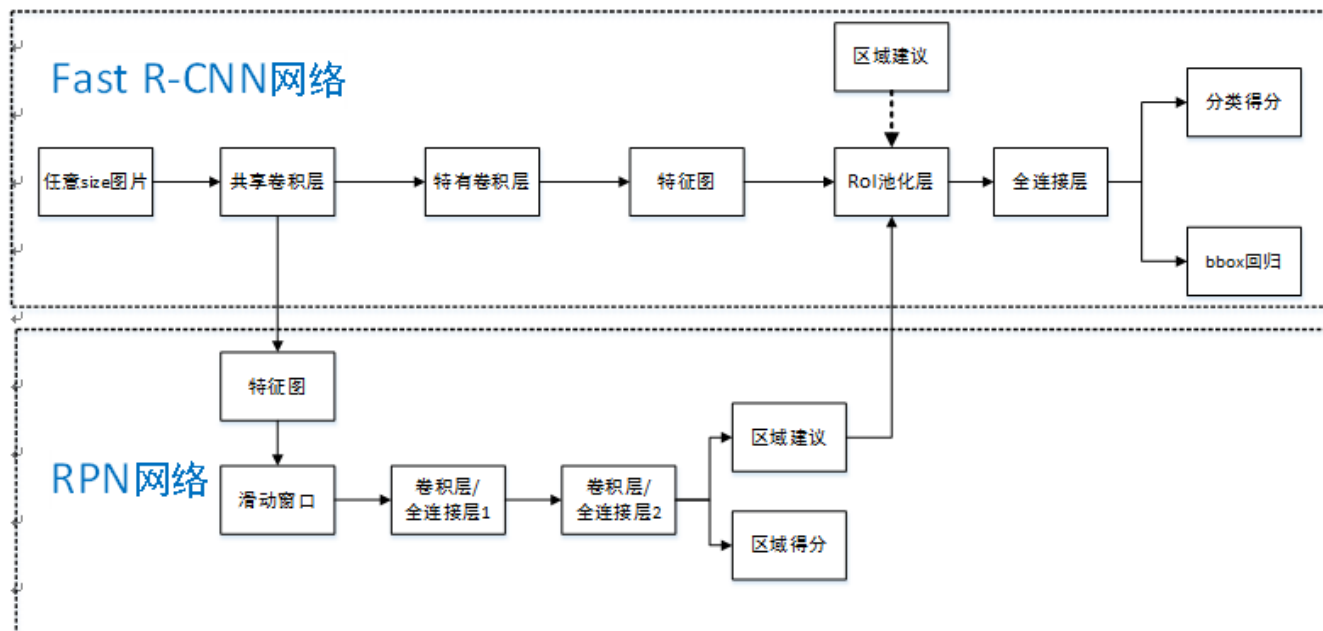 Fast R-CNN网络
区域建议
分类得分
任意size图片
共享卷积层
特有卷积层
特征图
RoI池化层
全连接层
bbox回归
特征图
RPN网络
滑动窗口
卷积层/
全连接层1
卷积层/
全连接层2
区域建议
区域得分